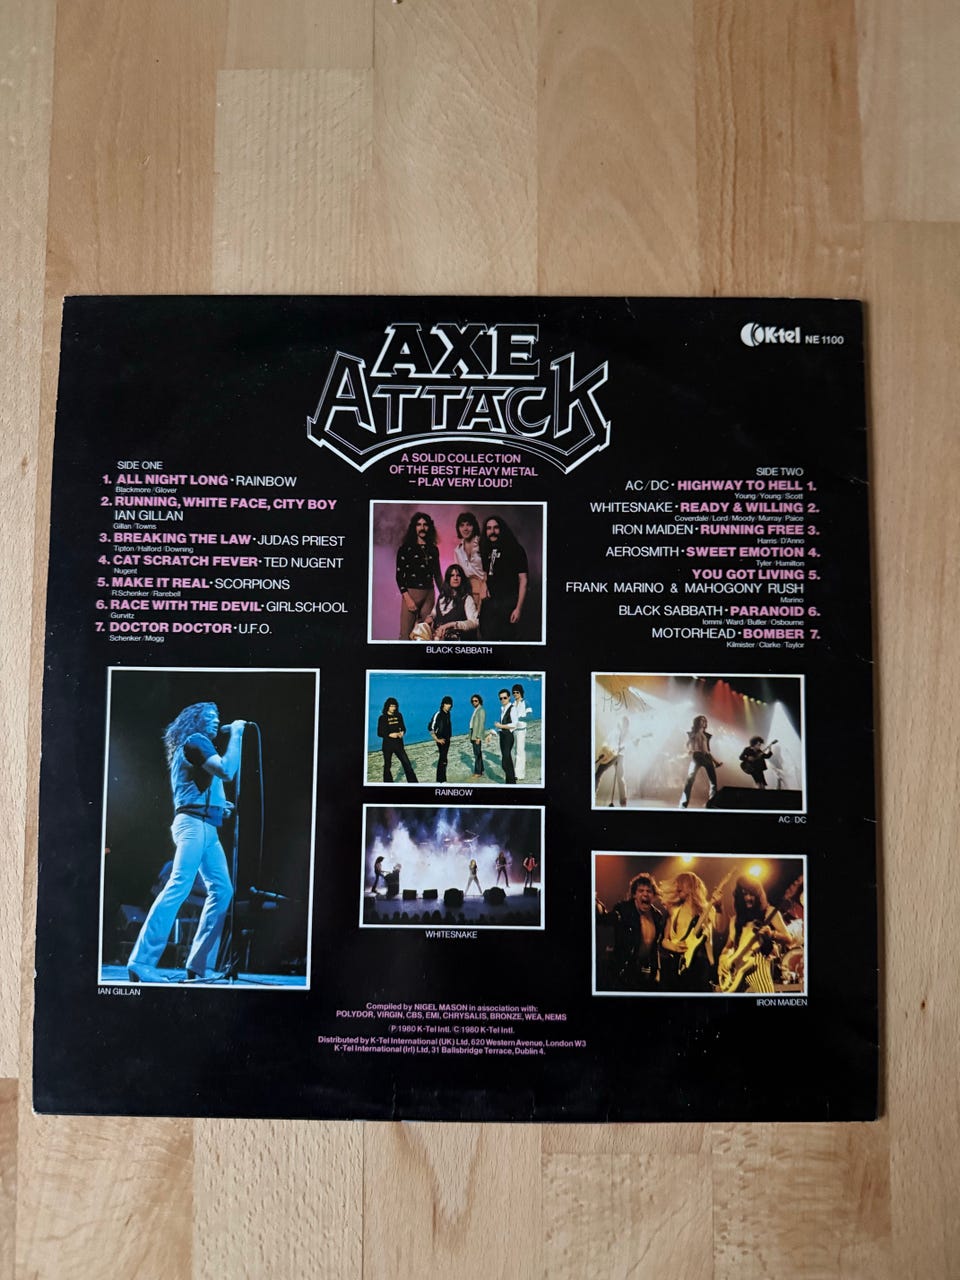 AXE
ATTACK
K-tel NE 1100
A SOLID COLLECTION
OF THE BEST HEAVY METAL
– PLAY VERY LOUD!
SIDE ONE
1. ALL NIGHT LONG · RAINBOW
Blackmore/Glover
2. RUNNING, WHITE FACE, CITY BOY
IAN GILLAN
Gillan/Towns
3. BREAKING THE LAW · JUDAS PRIEST
Tipton/Halford/Downing
4. CAT SCRATCH FEVER · TED NUGENT
Nugent
5. MAKE IT REAL · SCORPIONS
R.Schenker/Rarebell
6. RACE WITH THE DEVIL · GIRLSCHOOL
Gurvitz
7. DOCTOR DOCTOR · U.F.O.
Schenker/Mogg
SIDE TWO
AC/DC · HIGHWAY TO HELL 1.
Young/Young/Scott
WHITESNAKE · READY & WILLING 2.
Coverdale/Lord/Moody/Murray/Paice
IRON MAIDEN · RUNNING FREE 3.
Harris/D'Anno
AEROSMITH · SWEET EMOTION 4.
Tyler/Hamilton
YOU GOT LIVING 5.
FRANK MARINO & MAHOGONY RUSH
Marino
BLACK SABBATH · PARANOID 6.
Iommi/Ward/Butler/Osbourne
MOTORHEAD · BOMBER 7.
Kilmister/Clarke/Taylor
BLACK SABBATH
RAINBOW
AC/DC
WHITESNAKE
IAN GILLAN
IRON MAIDEN
Compiled by NIGEL MASON in association with:
POLYDOR, VIRGIN, CBS, EMI, CHRYSALIS, BRONZE, WEA, NEMS
(P) 1980 K-Tel Intl. (C) 1980 K-Tel Intl.
Distributed by K-Tel International (UK) Ltd, 620 Western Avenue, London W3
K-Tel International (Irl) Ltd, 31 Ballsbridge Terrace, Dublin 4.